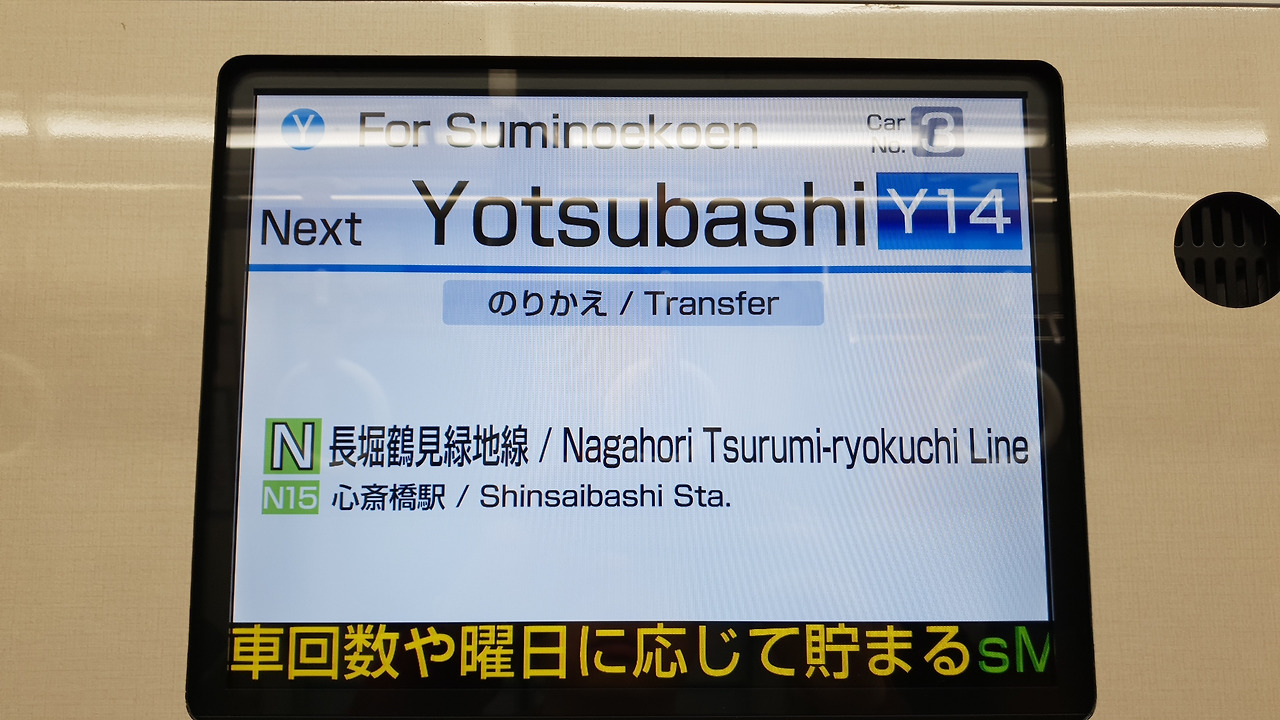 Y For Suminoekoen Car No. 3
Next Yotsubashi Y14
のりかえ / Transfer
N 長堀鶴見緑地線 / Nagahori Tsurumi-ryokuchi Line
N15 心斎橋駅 / Shinsaibashi Sta.
車回数や曜日に応じて貯まるsM